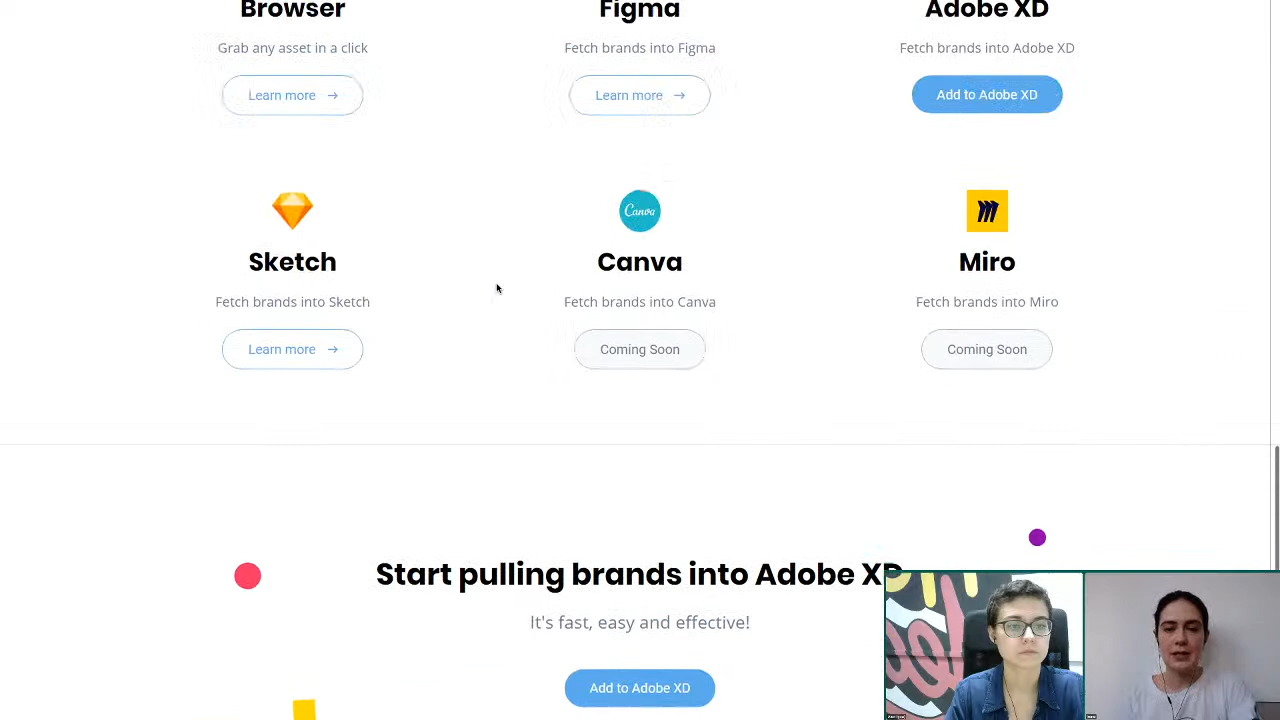 Browser
Figma
Adobe XD
Grab any asset in a click
Fetch brands into Figma
Fetch brands into Adobe XD
Learn more →
Learn more →
Add to Adobe XD
Canva
Sketch
Canva
Miro
Fetch brands into Sketch
Fetch brands into Canva
Fetch brands into Miro
Learn more →
Coming Soon
Coming Soon
Start pulling brands into Adobe XD
It's fast, easy and effective!
Add to Adobe XD